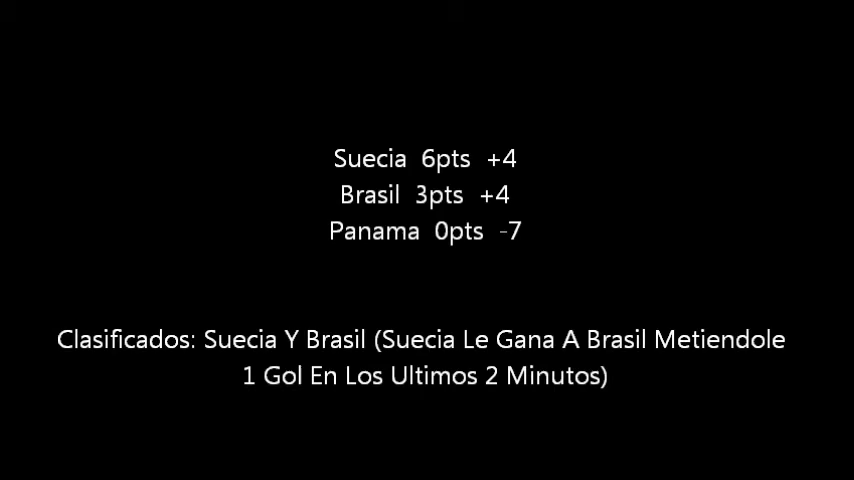 Suecia 6pts +4
Brasil 3pts +4
Panama 0pts -7
Clasificados: Suecia Y Brasil (Suecia Le Gana A Brasil Metiendole
1 Gol En Los Ultimos 2 Minutos)